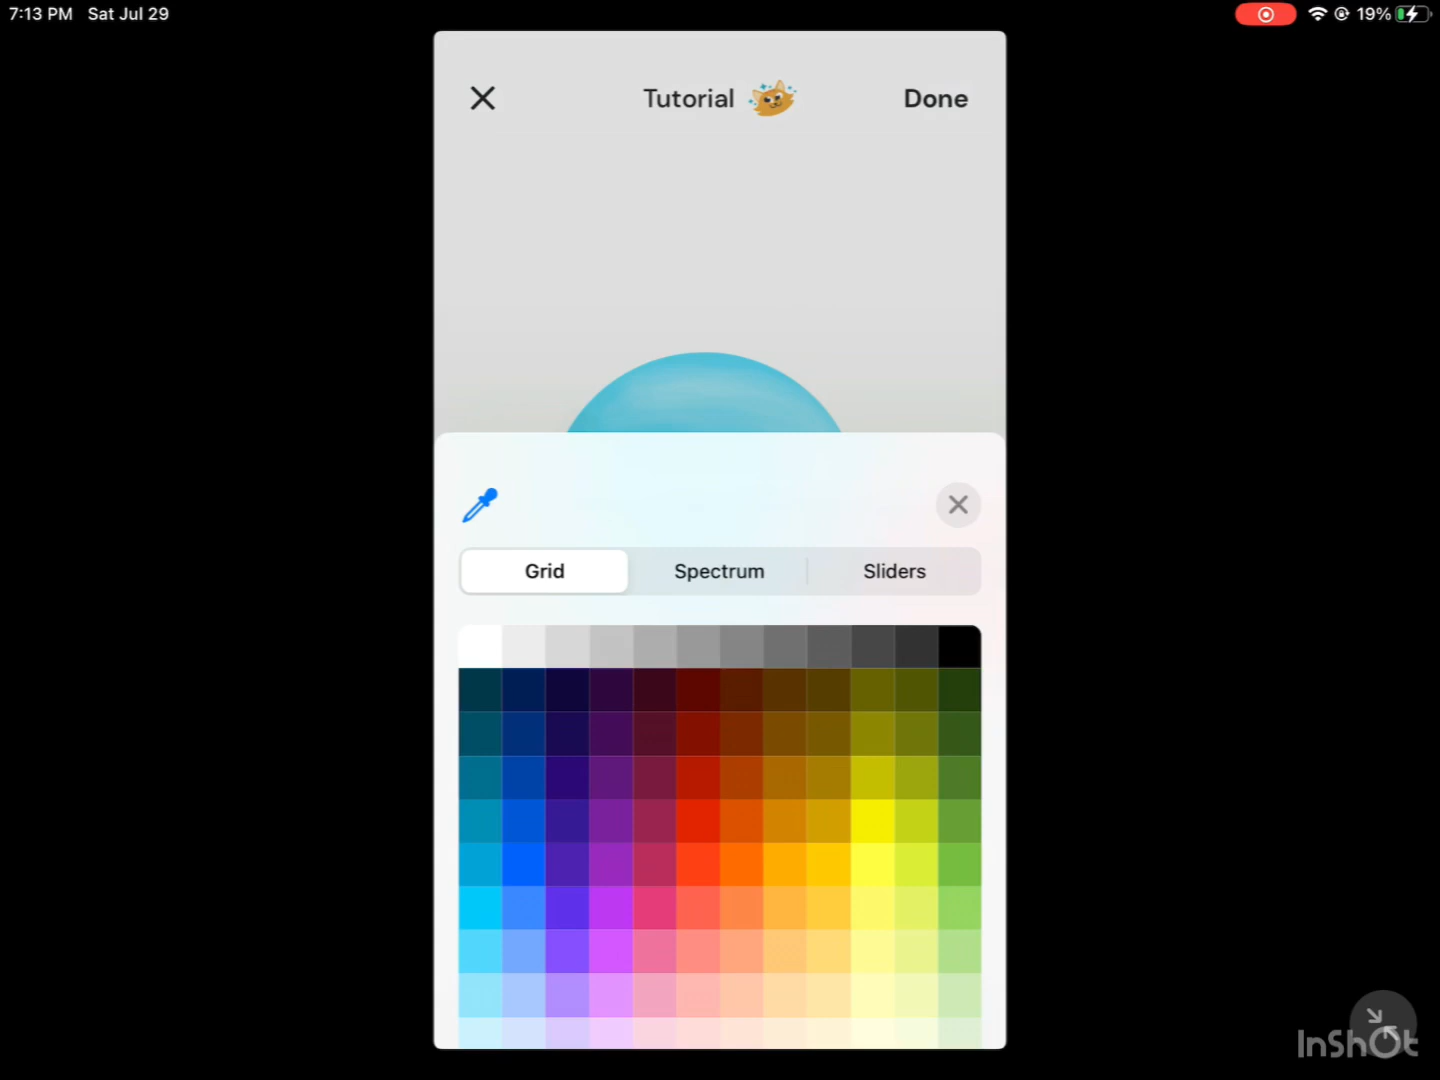 7:13 PM Sat Jul 29
19%
Tutorial
Done
Grid
Spectrum
Sliders
InShOt